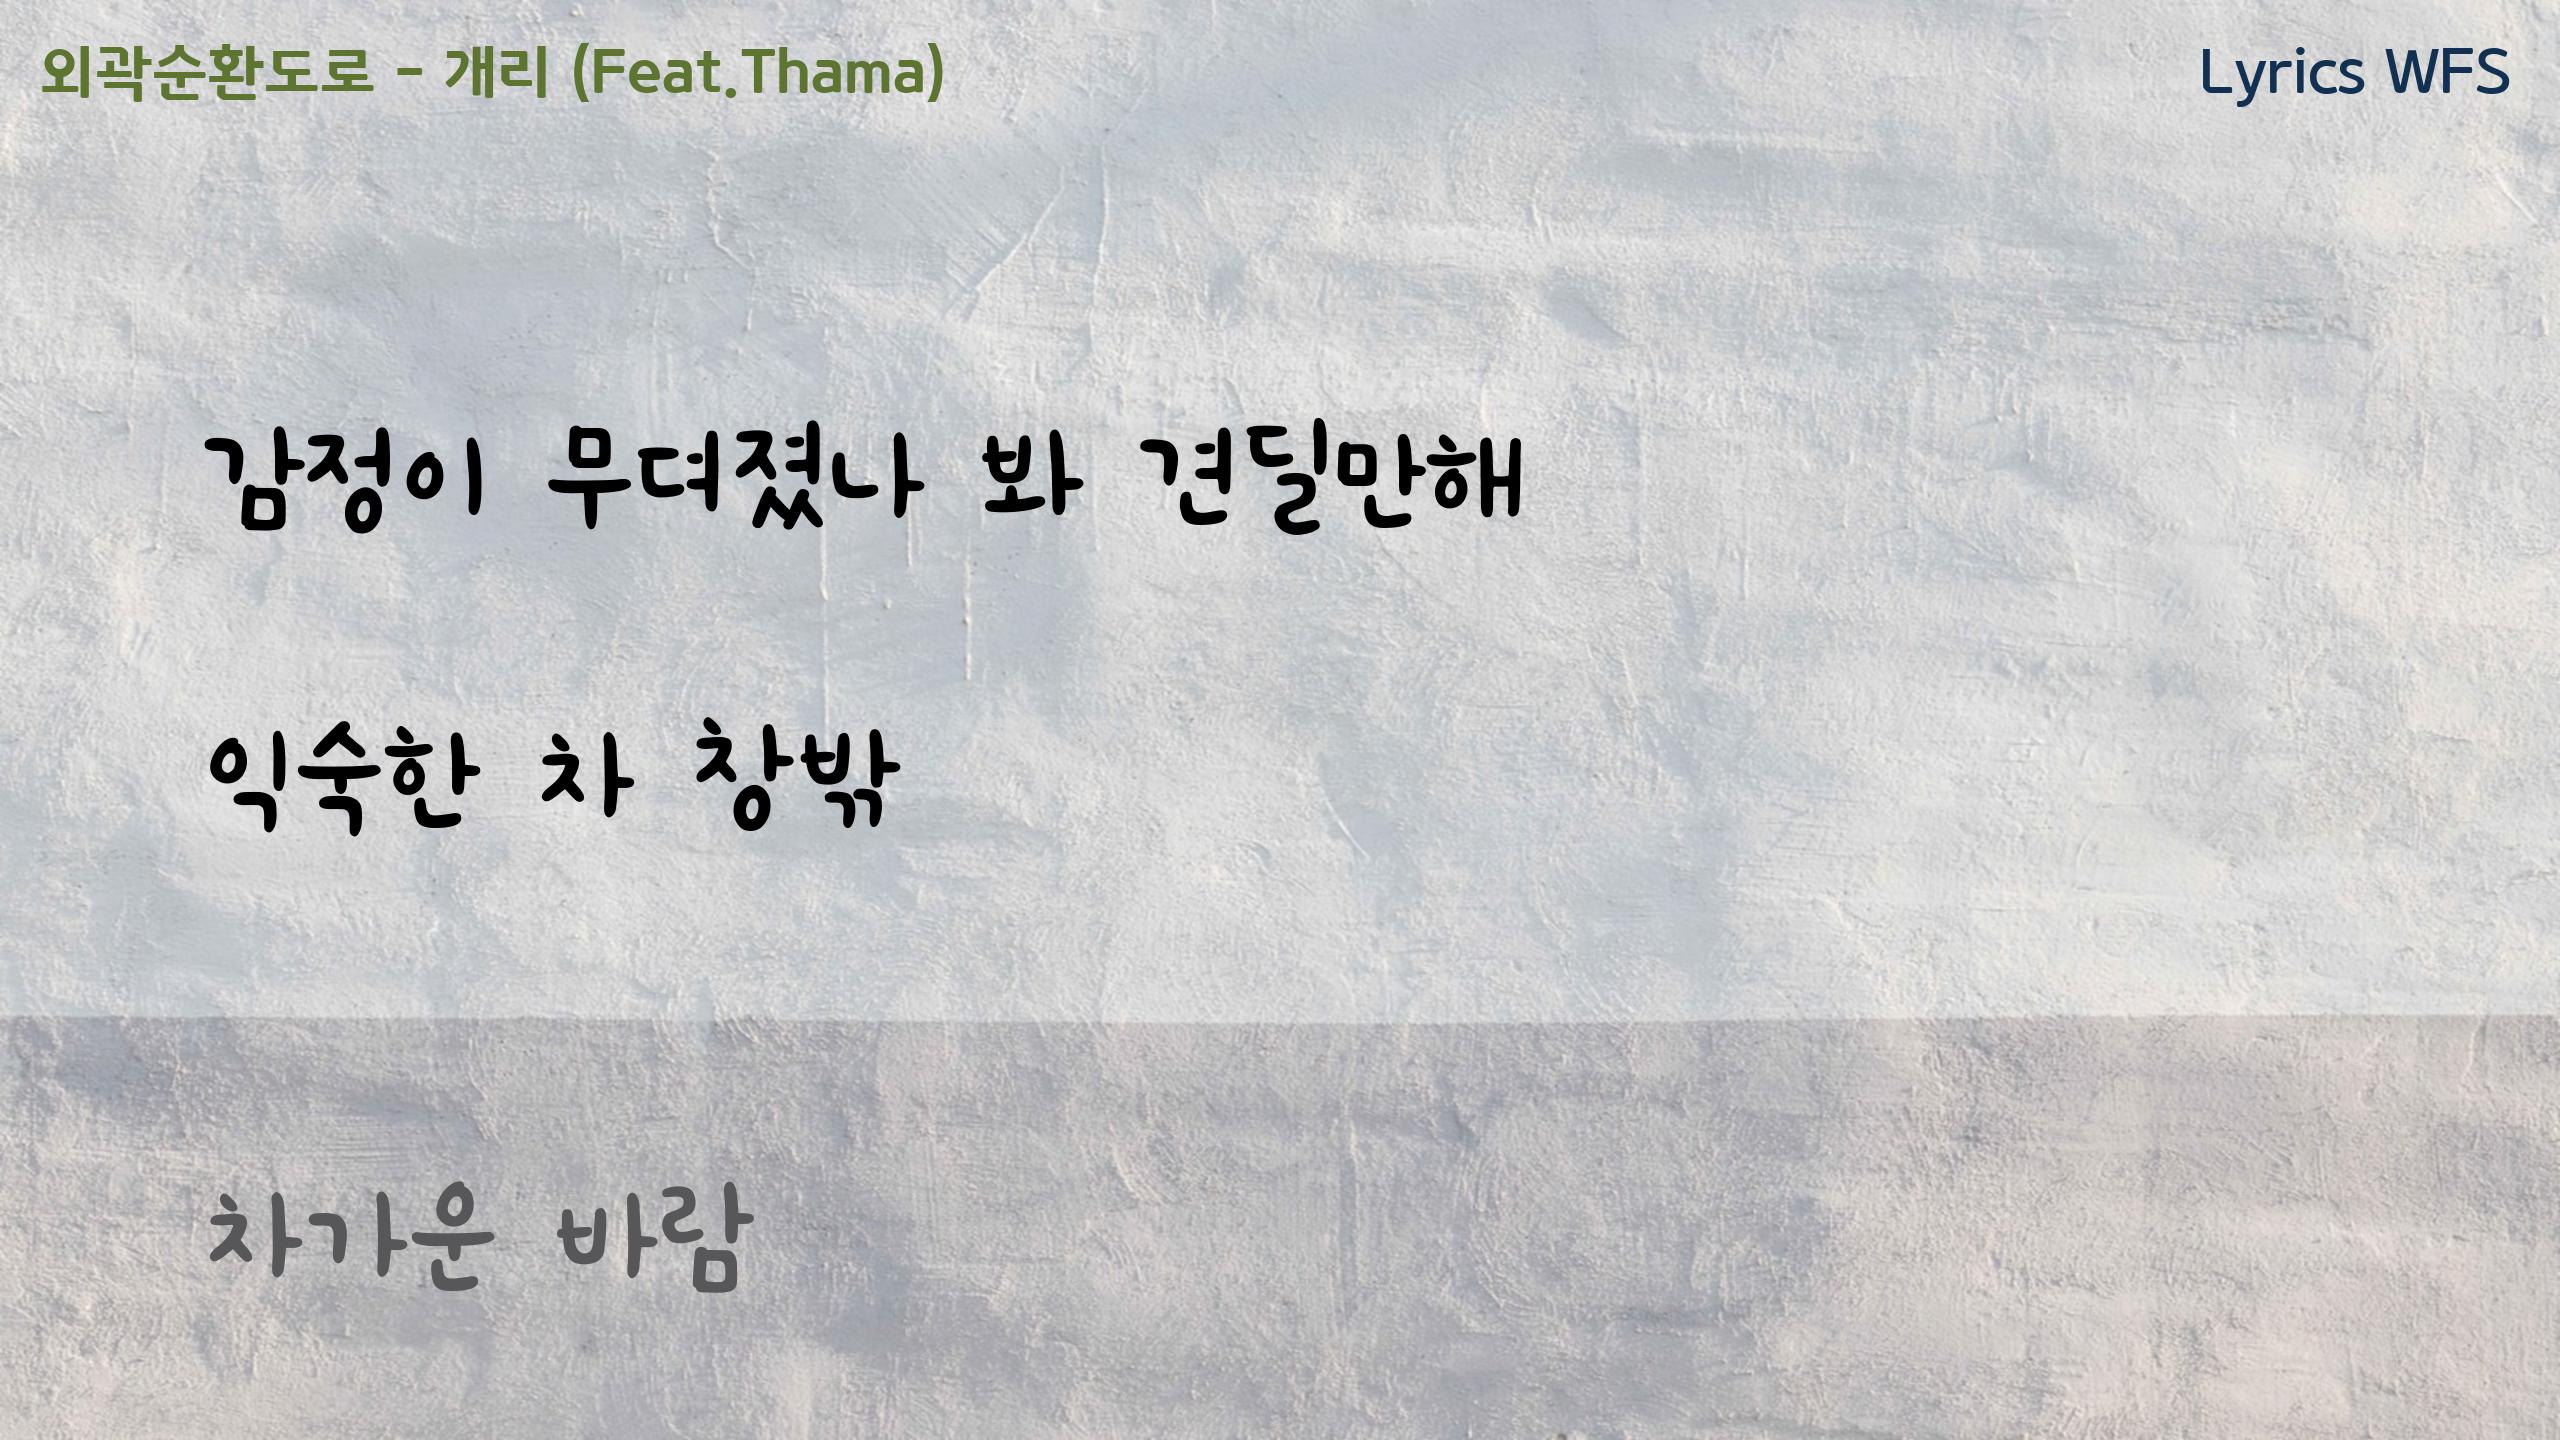 외곽순환도로 - 개리 (Feat.Thama)
Lyrics WFS
감정이 무뎌졌나 봐 견딜만해
익숙한 차 창밖
차가운 바람